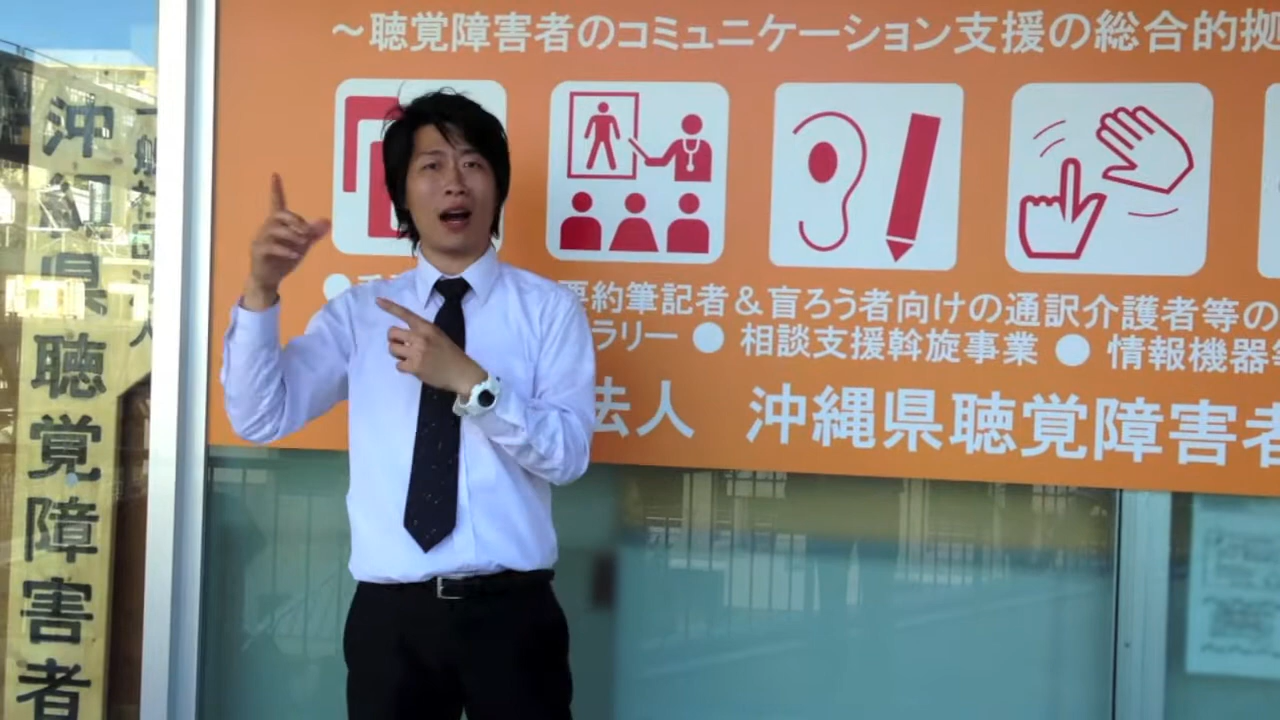 ～聴覚障害者のコミュニケーション支援の総合的拠
要約筆記者＆盲ろう者向けの通訳介護者等の
ラリー ● 相談支援斡旋事業 ● 情報機器
法人 沖縄県聴覚障害者
沖縄県聴覚障害者